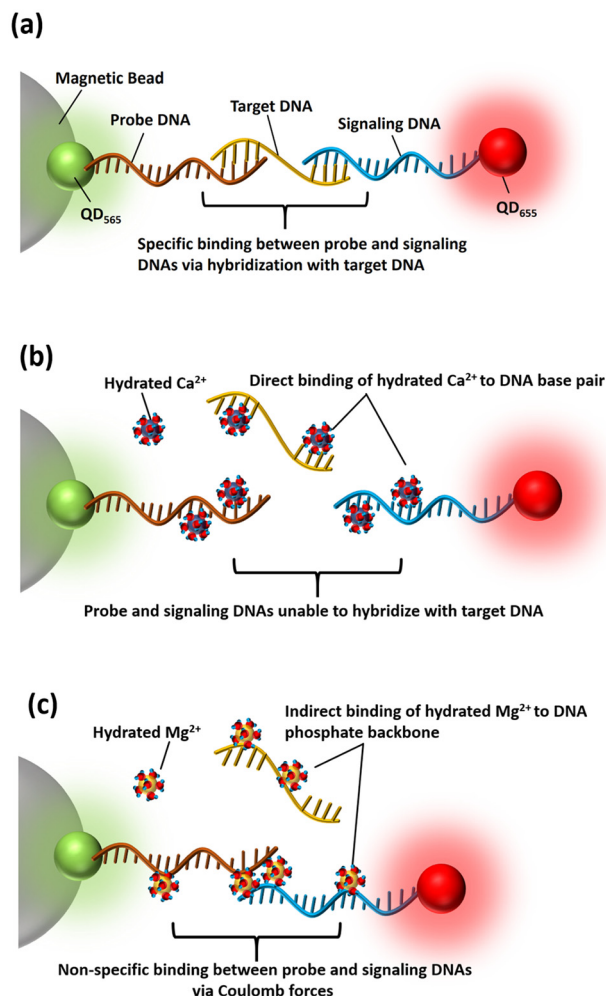 (a)
Magnetic Bead
Probe DNA
Target DNA
Signaling DNA
QD565
QD655
Specific binding between probe and signaling
DNAs via hybridization with target DNA
(b)
Hydrated Ca2+
Direct binding of hydrated Ca2+ to DNA base pair
Probe and signaling DNAs unable to hybridize with target DNA
(c)
Hydrated Mg2+
Indirect binding of hydrated Mg2+ to DNA
phosphate backbone
Non-specific binding between probe and signaling DNAs
via Coulomb forces